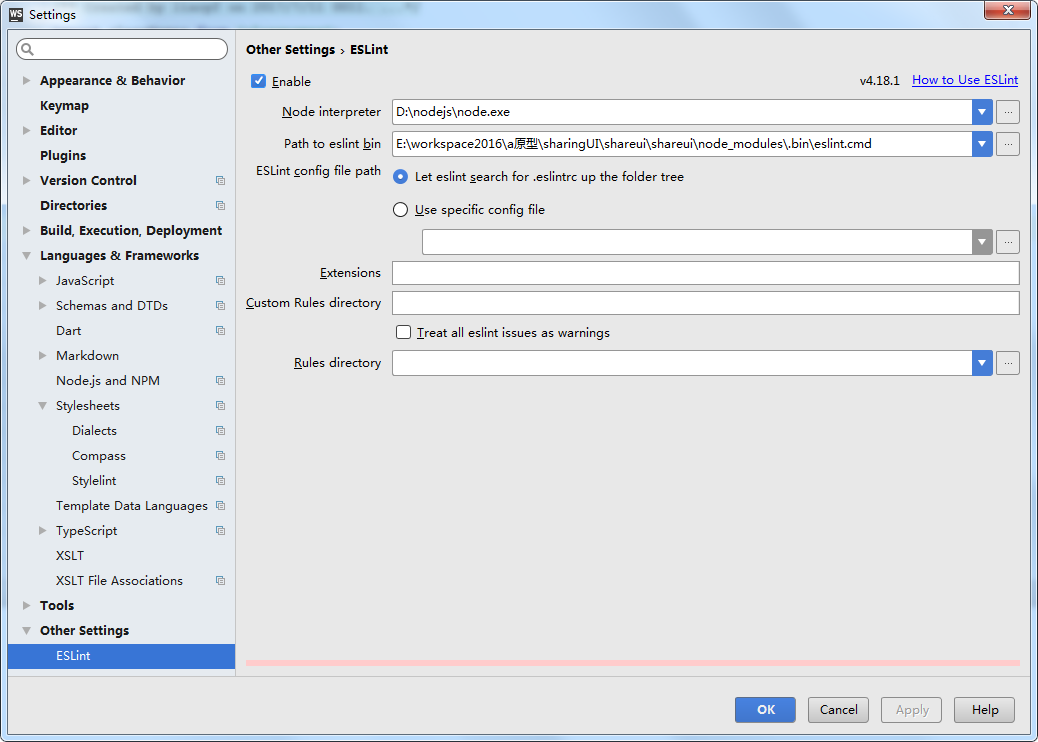 WS Settings
Other Settings › ESLint
Enable
v4.18.1 How to Use ESLint
Node interpreter D:\nodejs\node.exe ...
Path to eslint bin E:\workspace2016\a原型\sharingUI\shareui\shareui\node_modules\.bin\eslint.cmd ...
ESLint config file path Let eslint search for .eslintrc up the folder tree
Use specific config file
...
Extensions
Custom Rules directory
Treat all eslint issues as warnings
Rules directory ...
Appearance & Behavior
Keymap
Editor
Plugins
Version Control
Directories
Build, Execution, Deployment
Languages & Frameworks
JavaScript
Schemas and DTDs
Dart
Markdown
Node.js and NPM
Stylesheets
Dialects
Compass
Stylelint
Template Data Languages
TypeScript
XSLT
XSLT File Associations
Tools
Other Settings
ESLint
OK Cancel Apply Help